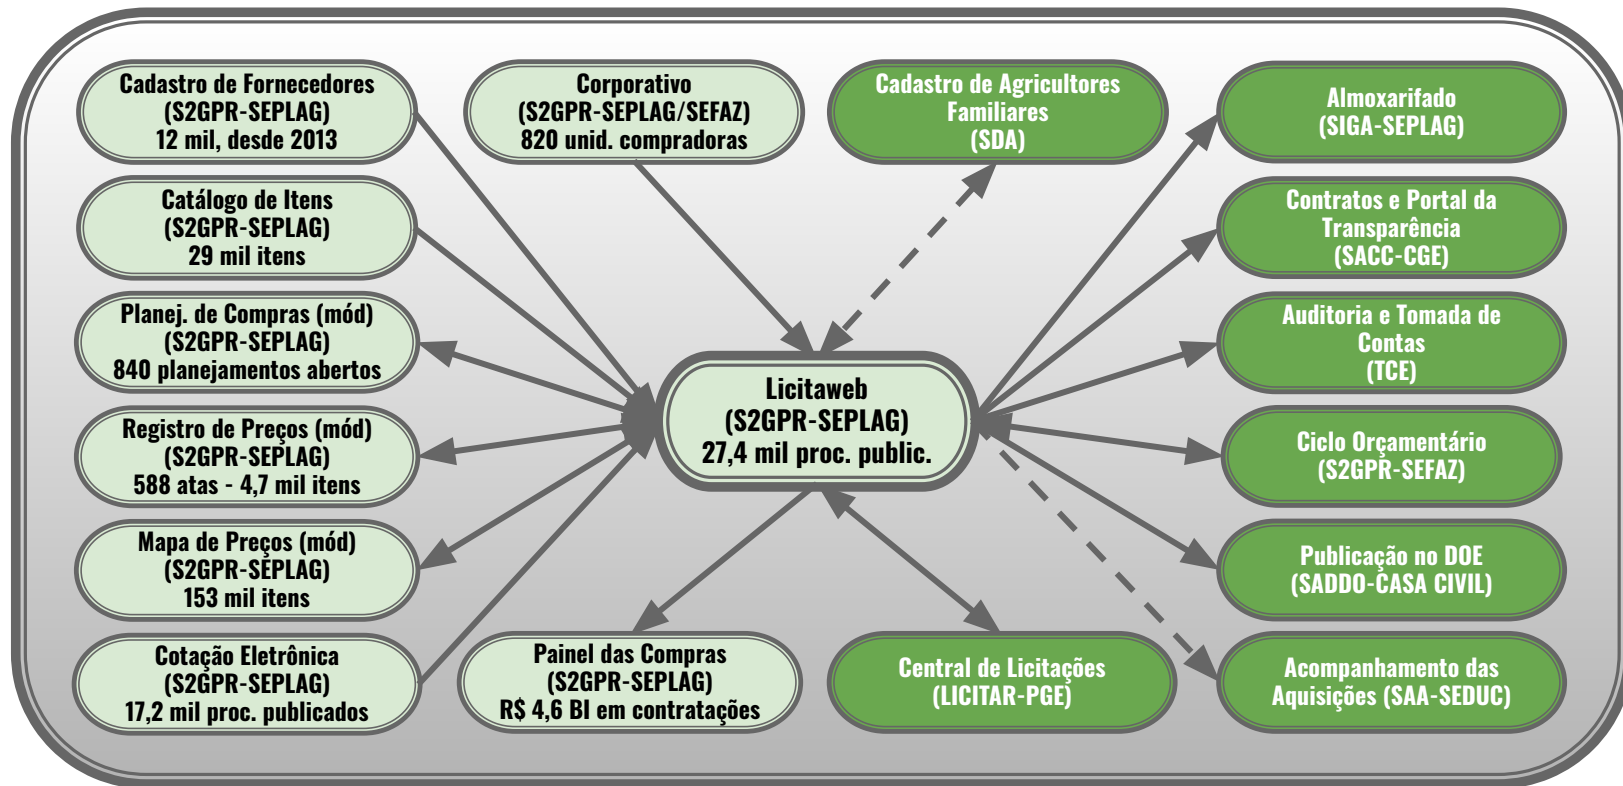 Cadastro de Fornecedores
(S2GPR-SEPLAG)
12 mil, desde 2013
Corporativo
(S2GPR-SEPLAG/SEFAZ)
820 unid. compradoras
Cadastro de Agricultores
Familiares
(SDA)
Almoxarifado
(SIGA-SEPLAG)
Catálogo de Itens
(S2GPR-SEPLAG)
29 mil itens
Contratos e Portal da
Transparência
(SACC-CGE)
Planej. de Compras (mód)
(S2GPR-SEPLAG)
840 planejamentos abertos
Auditoria e Tomada de
Contas
(TCE)
Licitaweb
(S2GPR-SEPLAG)
27,4 mil proc. public.
Registro de Preços (mód)
(S2GPR-SEPLAG)
588 atas - 4,7 mil itens
Ciclo Orçamentário
(S2GPR-SEFAZ)
Mapa de Preços (mód)
(S2GPR-SEPLAG)
153 mil itens
Publicação no DOE
(SADDO-CASA CIVIL)
Cotação Eletrônica
(S2GPR-SEPLAG)
17,2 mil proc. publicados
Painel das Compras
(S2GPR-SEPLAG)
R$ 4,6 BI em contratações
Central de Licitações
(LICITAR-PGE)
Acompanhamento das
Aquisições (SAA-SEDUC)